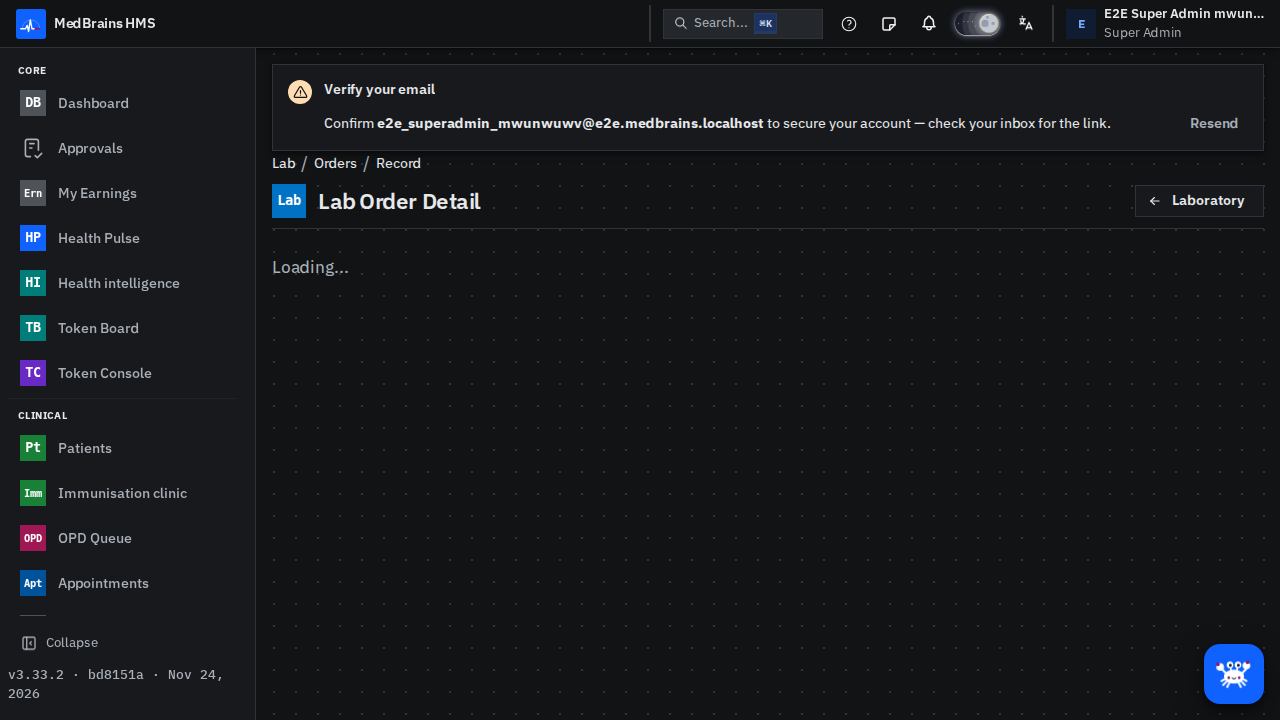 MedBrains HMS
Search... ⌘K
E E2E Super Admin mwun...
Super Admin
CORE
DB Dashboard
Approvals
Ern My Earnings
HP Health Pulse
HI Health intelligence
TB Token Board
TC Token Console
CLINICAL
Pt Patients
Imm Immunisation clinic
OPD OPD Queue
Apt Appointments
Collapse
v3.33.2 · bd8151a · Nov 24,
2026
Verify your email
Confirm e2e_superadmin_mwunwuwv@e2e.medbrains.localhost to secure your account — check your inbox for the link. Resend
Lab / Orders / Record
Lab Lab Order Detail
← Laboratory
Loading...